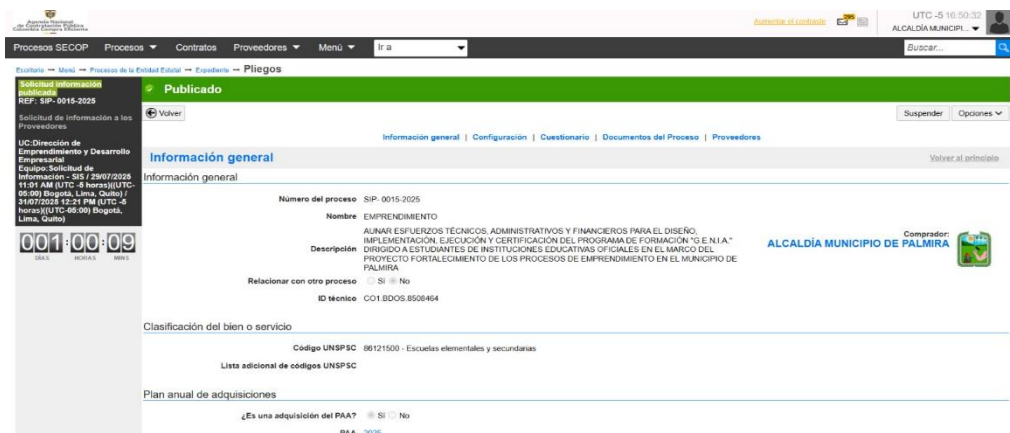 Agencia Nacional
de Contratación Pública
Colombia Compra Eficiente
Aumentar el contraste
UTC -5 16:50:32
ALCALDÍA MUNICIPI...
Procesos SECOP Procesos Contratos Proveedores Menú Ir a Buscar...
Escritorio → Menú → Procesos de la Entidad Estatal → Expediente → Pliegos
Solicitud información
publicada
REF: SIP- 0015-2025
Solicitud de información a los
Proveedores
UC:Dirección de
Emprendimiento y Desarrollo
Empresarial
Equipo:Solicitud de
Información - SIS / 29/07/2025
11:01 AM (UTC -5 horas)((UTC-
05:00) Bogotá, Lima, Quito) /
31/07/2025 12:21 PM (UTC -5
horas)((UTC-05:00) Bogotá,
Lima, Quito)
001:00:09
DÍAS HORAS MINS
Publicado
Volver Suspender Opciones
Información general | Configuración | Cuestionario | Documentos del Proceso | Proveedores
Información general Volver al principio
Información general
Número del proceso SIP- 0015-2025
Nombre EMPRENDIMIENTO
Descripción AUNAR ESFUERZOS TÉCNICOS, ADMINISTRATIVOS Y FINANCIEROS PARA EL DISEÑO,
IMPLEMENTACIÓN, EJECUCIÓN Y CERTIFICACIÓN DEL PROGRAMA DE FORMACIÓN "G.E.N.I.A."
DIRIGIDO A ESTUDIANTES DE INSTITUCIONES EDUCATIVAS OFICIALES EN EL MARCO DEL
PROYECTO FORTALECIMIENTO DE LOS PROCESOS DE EMPRENDIMIENTO EN EL MUNICIPIO DE
PALMIRA
Comprador:
ALCALDÍA MUNICIPIO DE PALMIRA
Relacionar con otro proceso Sí No
ID técnico CO1.BDOS.8508464
Clasificación del bien o servicio
Código UNSPSC 86121500 - Escuelas elementales y secundarias
Lista adicional de códigos UNSPSC
Plan anual de adquisiciones
¿Es una adquisición del PAA? Sí No
PAA 2025